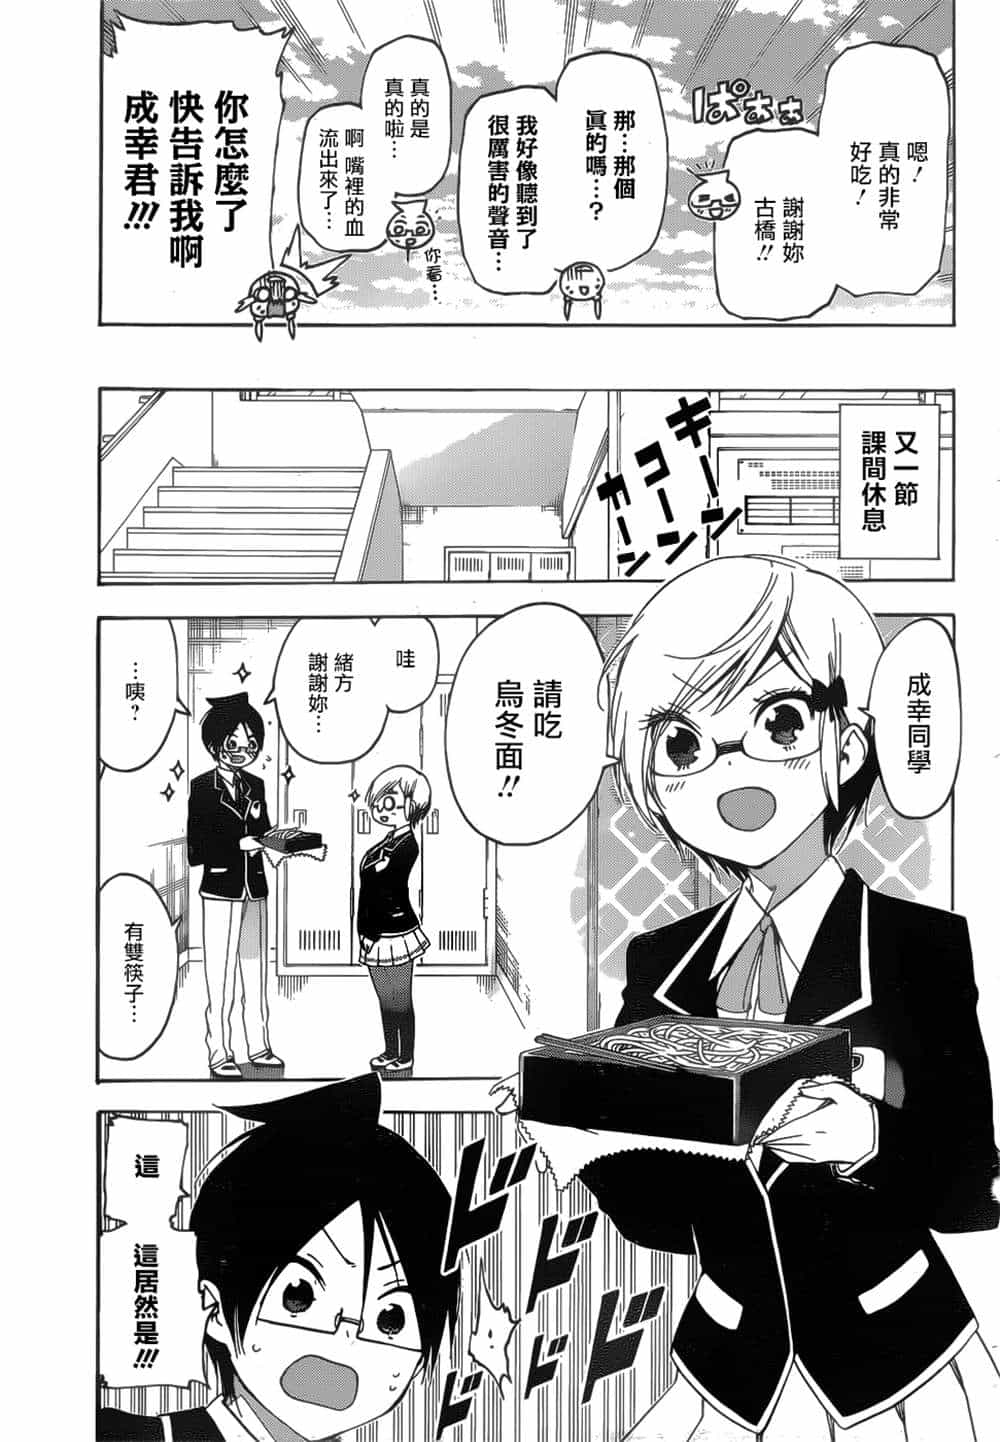 嗯！
真的非常
好吃！
謝謝妳
古橋！！
ぱぁぁぁ
那…那個
真的嗎…？
我好像聽到了
很厲害的聲音…
真的是
真的啦…
啊 嘴裡的血
流出來了…
你看…
你怎麼了
快告訴我啊
成幸君!!!
又一節
課間休息
キーン
コーン
カーン
成幸同學
請吃
烏冬面!!
哇
緒方
謝謝妳…
…咦?
有雙筷子…
ドドドドド
這
這居然是!!!